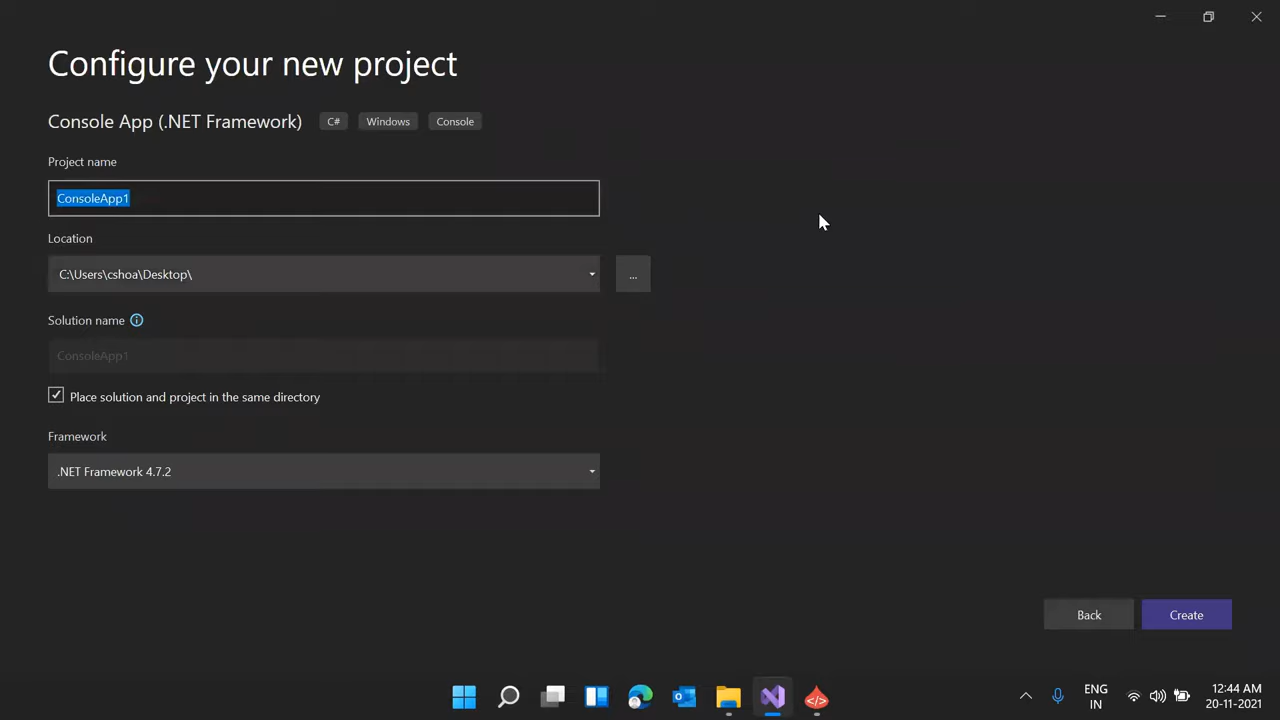 Configure your new project
Console App (.NET Framework) C# Windows Console
Project name
ConsoleApp1
Location
C:\Users\cshoa\Desktop\
...
Solution name
ConsoleApp1
Place solution and project in the same directory
Framework
.NET Framework 4.7.2
Back Create
ENG
IN
12:44 AM
20-11-2021